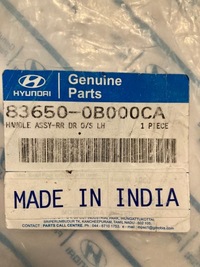 HYUNDAI
Genuine
Parts
83650-0B000CA
HANDLE ASSY-RR DR O/S LH 1 PIECE
MADE IN INDIA